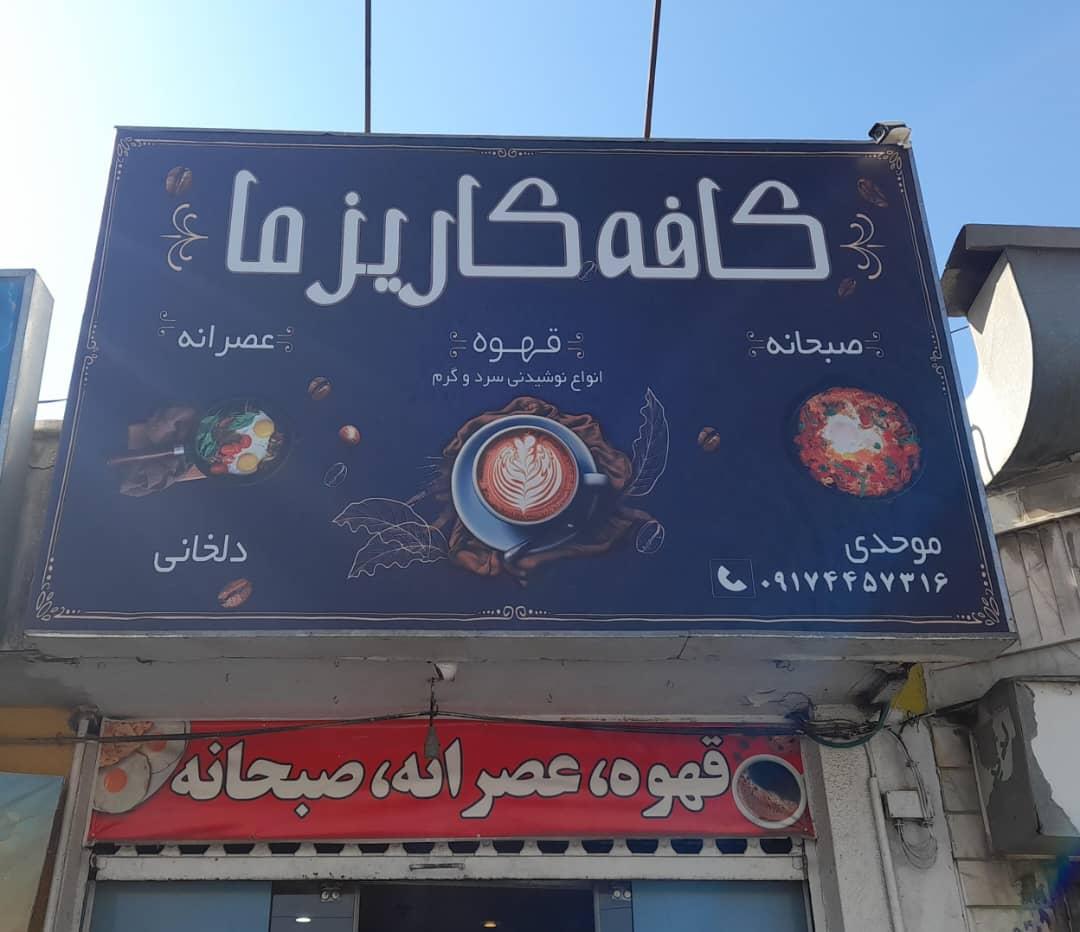 کافه کاریزما
صبحانه
قهوه
عصرانه
انواع نوشیدنی سرد و گرم
موحدی
۰۹۱۷۴۴۵۷۳۱۶
دلخانی
قهوه، عصرانه، صبحانه